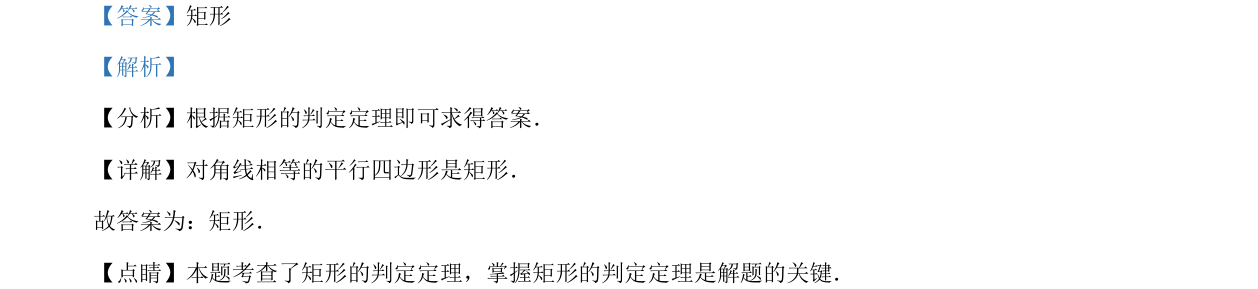 【答案】矩形
【解析】
【分析】根据矩形的判定定理即可求得答案．
【详解】对角线相等的平行四边形是矩形．
故答案为：矩形．
【点睛】本题考查了矩形的判定定理，掌握矩形的判定定理是解题的关键．